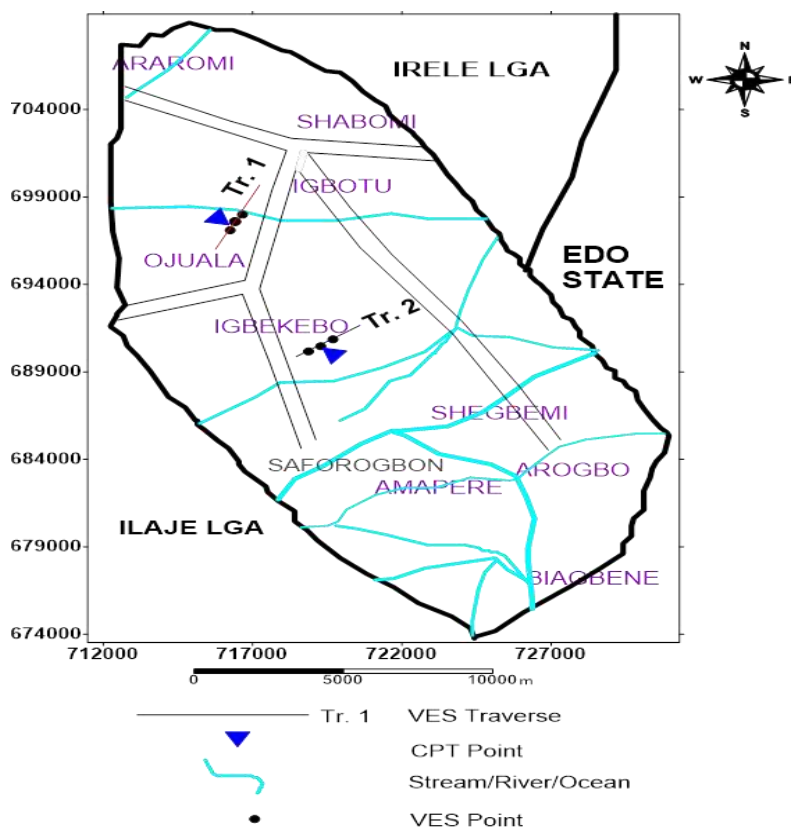 ARAROMI
IRELE LGA
N
W
E
S
704000
SHABOMI
Tr. 1
IGBOTU
699000
OJUALA
EDO
STATE
694000
IGBEKEBO
Tr. 2
689000
SHEGBEMI
684000
SAFOROGBON
AROGBO
AMAPERE
ILAJE LGA
679000
BIAGBENE
674000
712000
717000
722000
727000
0
5000
10000m
Tr. 1
VES Traverse
CPT Point
Stream/River/Ocean
VES Point